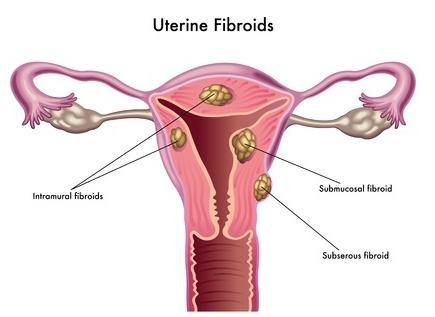 Uterine Fibroids
Intramural fibroids
Submucosal fibroid
Subserous fibroid